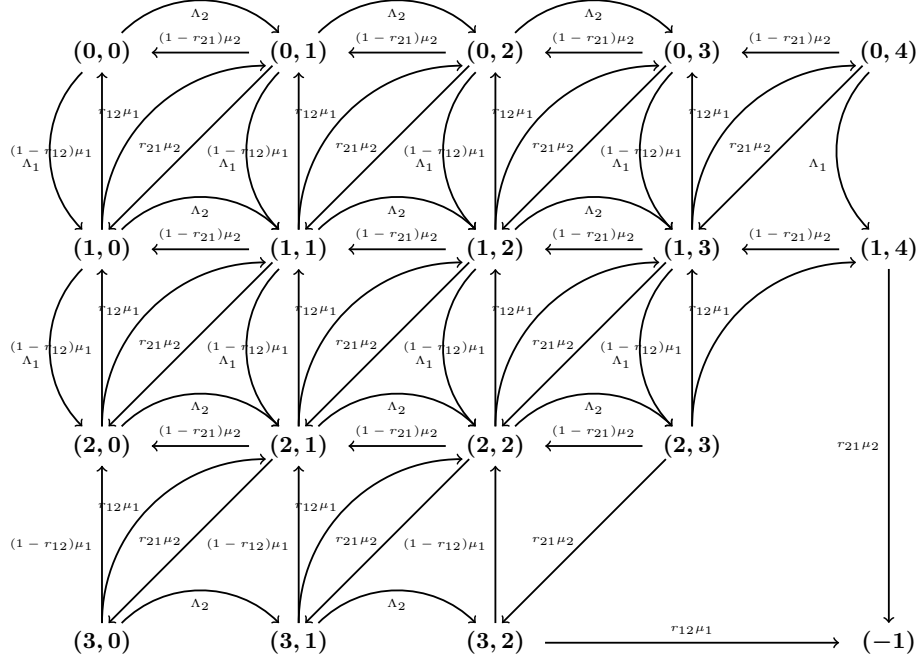 Λ₂ Λ₂ Λ₂
(1 − r₂₁)μ₂ (1 − r₂₁)μ₂ (1 − r₂₁)μ₂ (1 − r₂₁)μ₂
(0, 0) (0, 1) (0, 2) (0, 3) (0, 4)
r₁₂μ₁ r₁₂μ₁ r₁₂μ₁ r₁₂μ₁
(1 − r₁₂)μ₁ r₂₁μ₂ (1 − r₁₂)μ₁ r₂₁μ₂ (1 − r₁₂)μ₁ r₂₁μ₂ (1 − r₁₂)μ₁ r₂₁μ₂
Λ₁ Λ₁ Λ₁ Λ₁ Λ₁
Λ₂ Λ₂ Λ₂
(1 − r₂₁)μ₂ (1 − r₂₁)μ₂ (1 − r₂₁)μ₂ (1 − r₂₁)μ₂
(1, 0) (1, 1) (1, 2) (1, 3) (1, 4)
r₁₂μ₁ r₁₂μ₁ r₁₂μ₁ r₁₂μ₁
(1 − r₁₂)μ₁ r₂₁μ₂ (1 − r₁₂)μ₁ r₂₁μ₂ (1 − r₁₂)μ₁ r₂₁μ₂ (1 − r₁₂)μ₁
Λ₁ Λ₁ Λ₁ Λ₁
Λ₂ Λ₂ Λ₂
(1 − r₂₁)μ₂ (1 − r₂₁)μ₂ (1 − r₂₁)μ₂
(2, 0) (2, 1) (2, 2) (2, 3) r₂₁μ₂
r₁₂μ₁ r₁₂μ₁
(1 − r₁₂)μ₁ r₂₁μ₂ (1 − r₁₂)μ₁ r₂₁μ₂ (1 − r₁₂)μ₁ r₂₁μ₂
Λ₂ Λ₂
r₁₂μ₁
(3, 0) (3, 1) (3, 2) (−1)